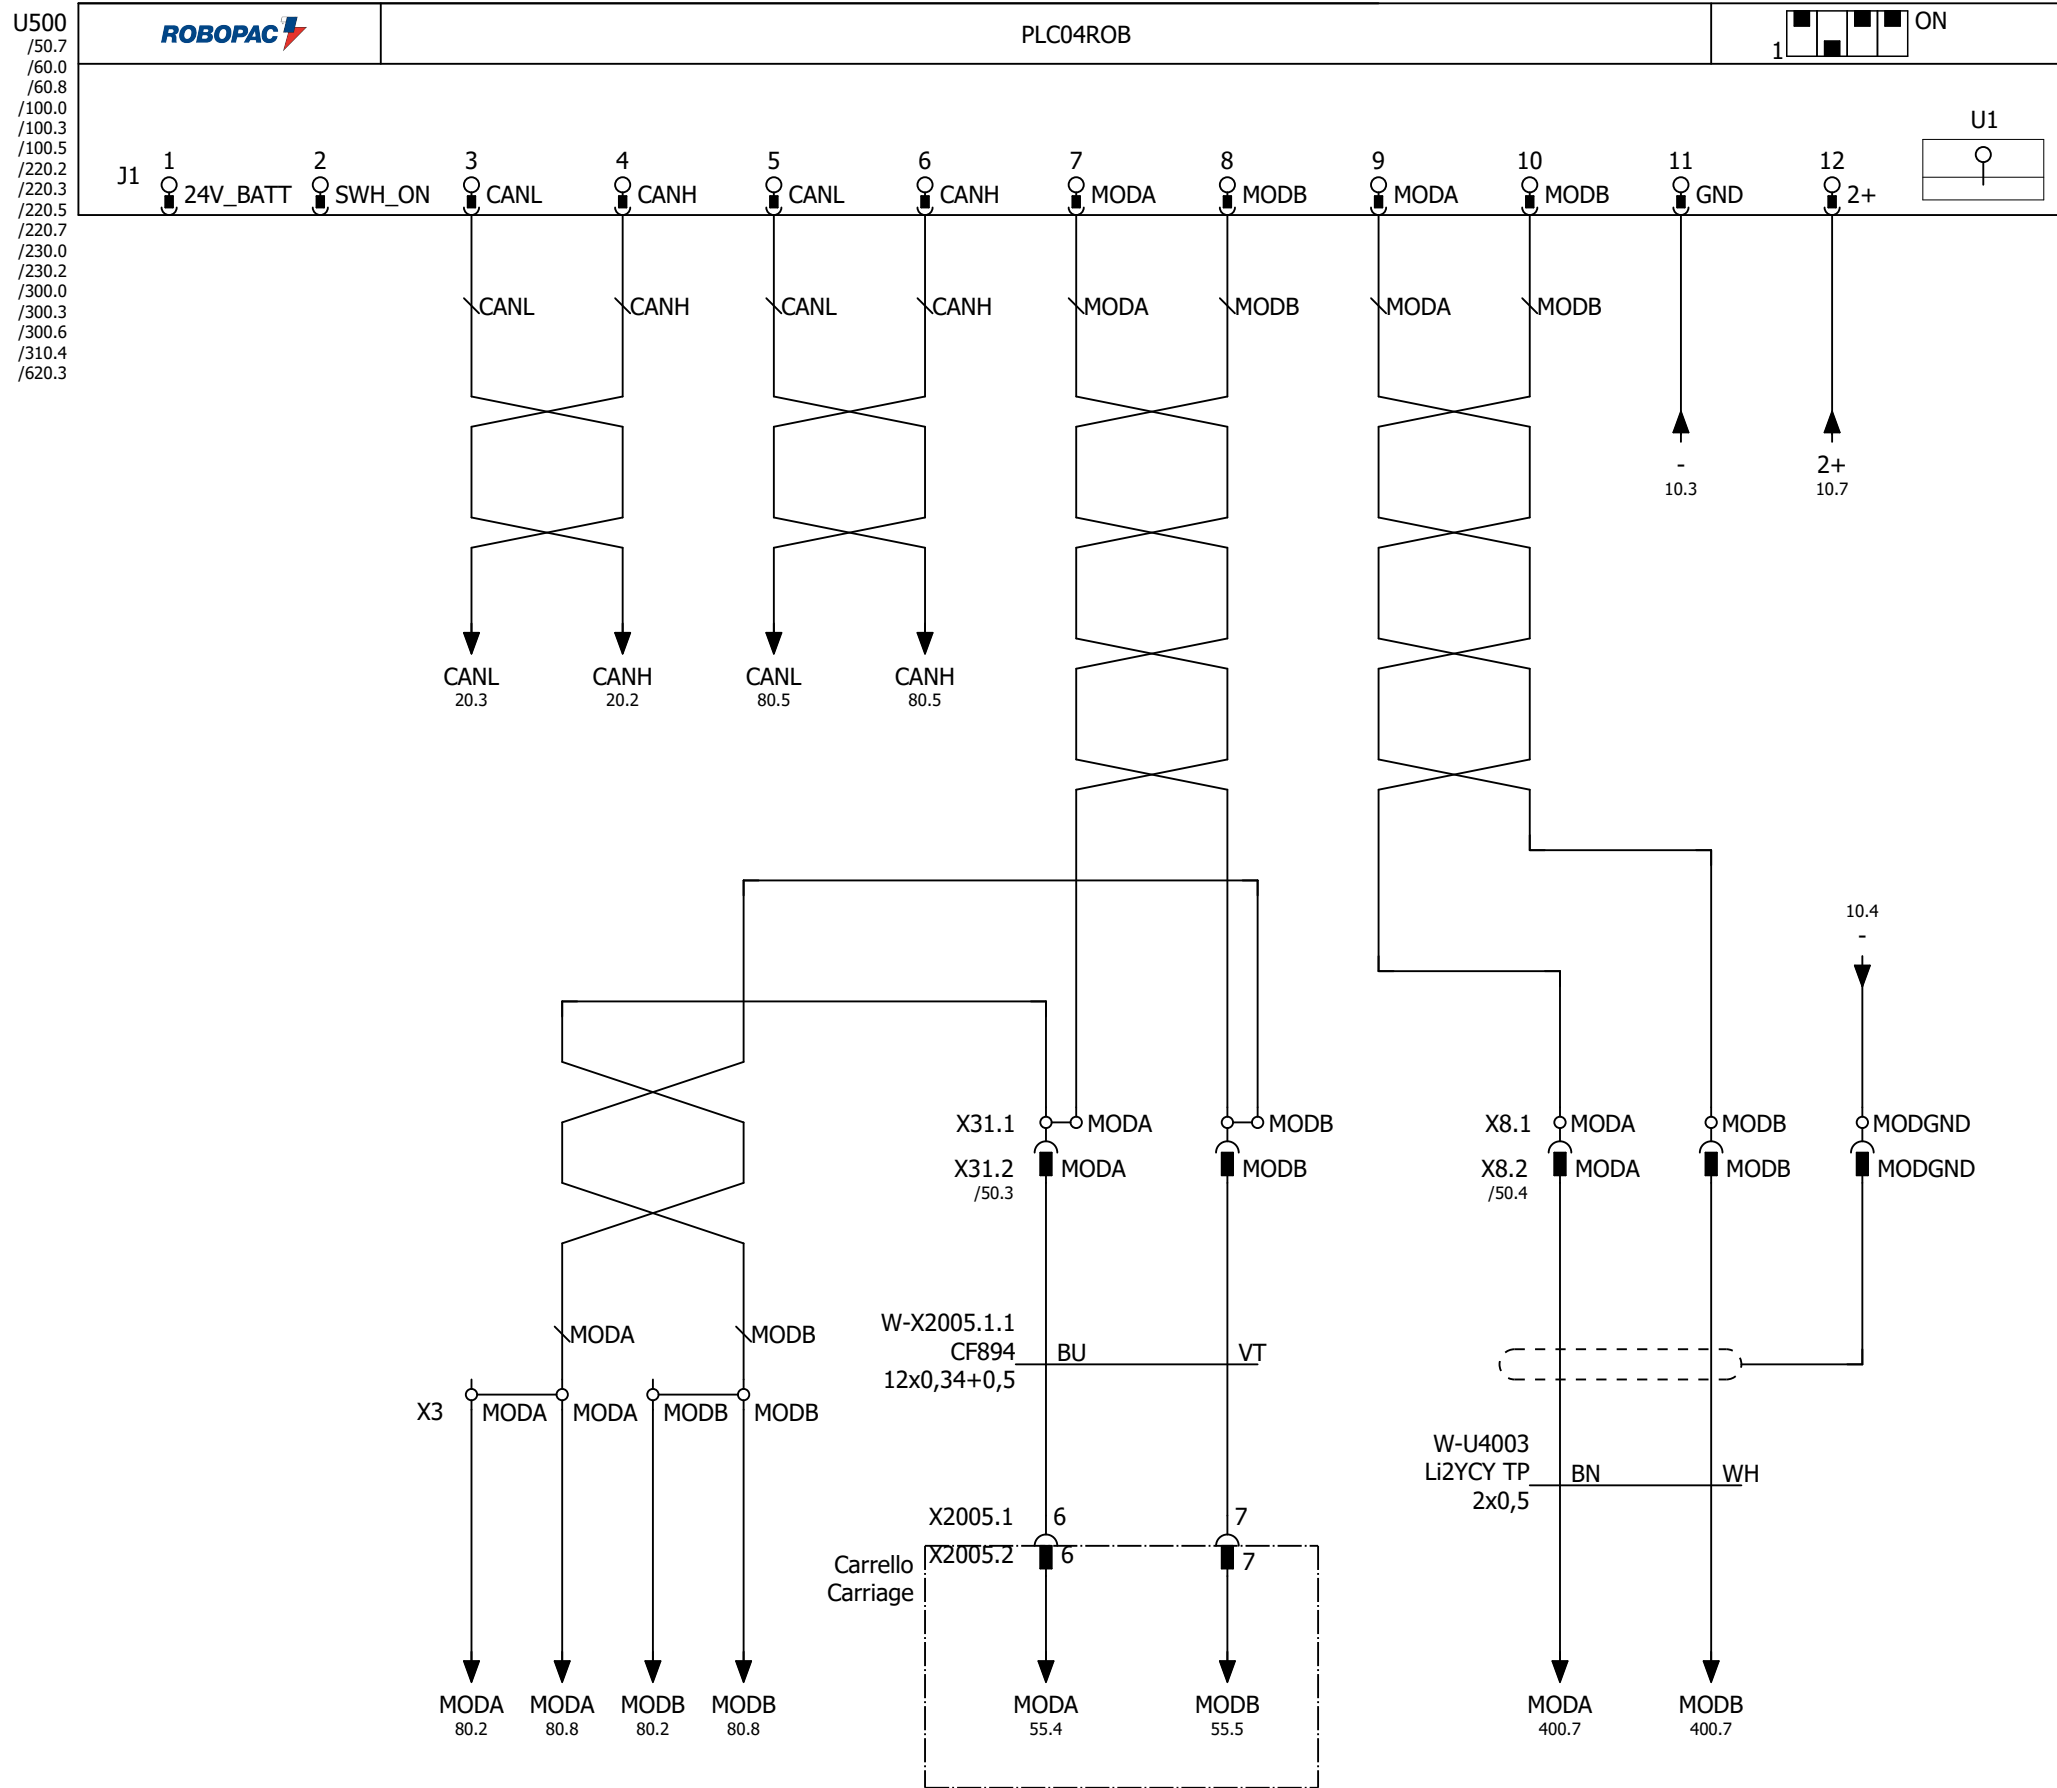 U500
/50.7
/60.0
/60.8
/100.0
/100.3
/100.5
/220.2
/220.3
/220.5
/220.7
/230.0
/230.2
/300.0
/300.3
/300.6
/310.4
/620.3
ROBOPAC
PLC04ROB
1 ON
U1
J1
1 2 3 4 5 6 7 8 9 10 11 12
24V_BATT SWH_ON CANL CANH CANL CANH MODA MODB MODA MODB GND 2+
CANL CANH CANL CANH MODA MODB MODA MODB
- 2+
10.3 10.7
CANL CANH CANL CANH
20.3 20.2 80.5 80.5
10.4
-
X31.1 MODA MODB X8.1 MODA MODB MODGND
X31.2 MODA MODB X8.2 MODA MODB MODGND
/50.3 /50.4
MODA MODB
W-X2005.1.1
CF894 BU VT
12x0,34+0,5
X3 MODA MODA MODB MODB
W-U4003
Li2YCY TP BN WH
2x0,5
X2005.1 6 7
X2005.2 6 7
Carrello
Carriage
MODA MODA MODB MODB MODA MODB MODA MODB
80.2 80.8 80.2 80.8 55.4 55.5 400.7 400.7